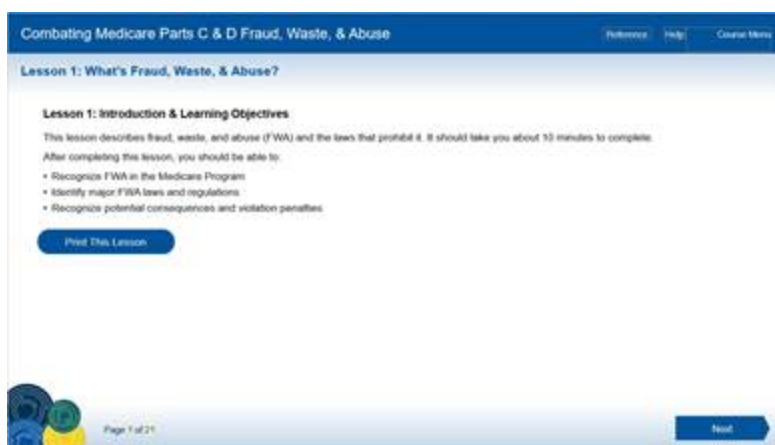 Combating Medicare Parts C & D Fraud, Waste, & Abuse
Reference Help Course Menu
Lesson 1: What's Fraud, Waste, & Abuse?
Lesson 1: Introduction & Learning Objectives
This lesson describes fraud, waste, and abuse (FWA) and the laws that prohibit it. It should take you about 10 minutes to complete.
After completing this lesson, you should be able to:
• Recognize FWA in the Medicare Program
• Identify major FWA laws and regulations
• Recognize potential consequences and violation penalties
Print This Lesson
Page 1 of 21
Next